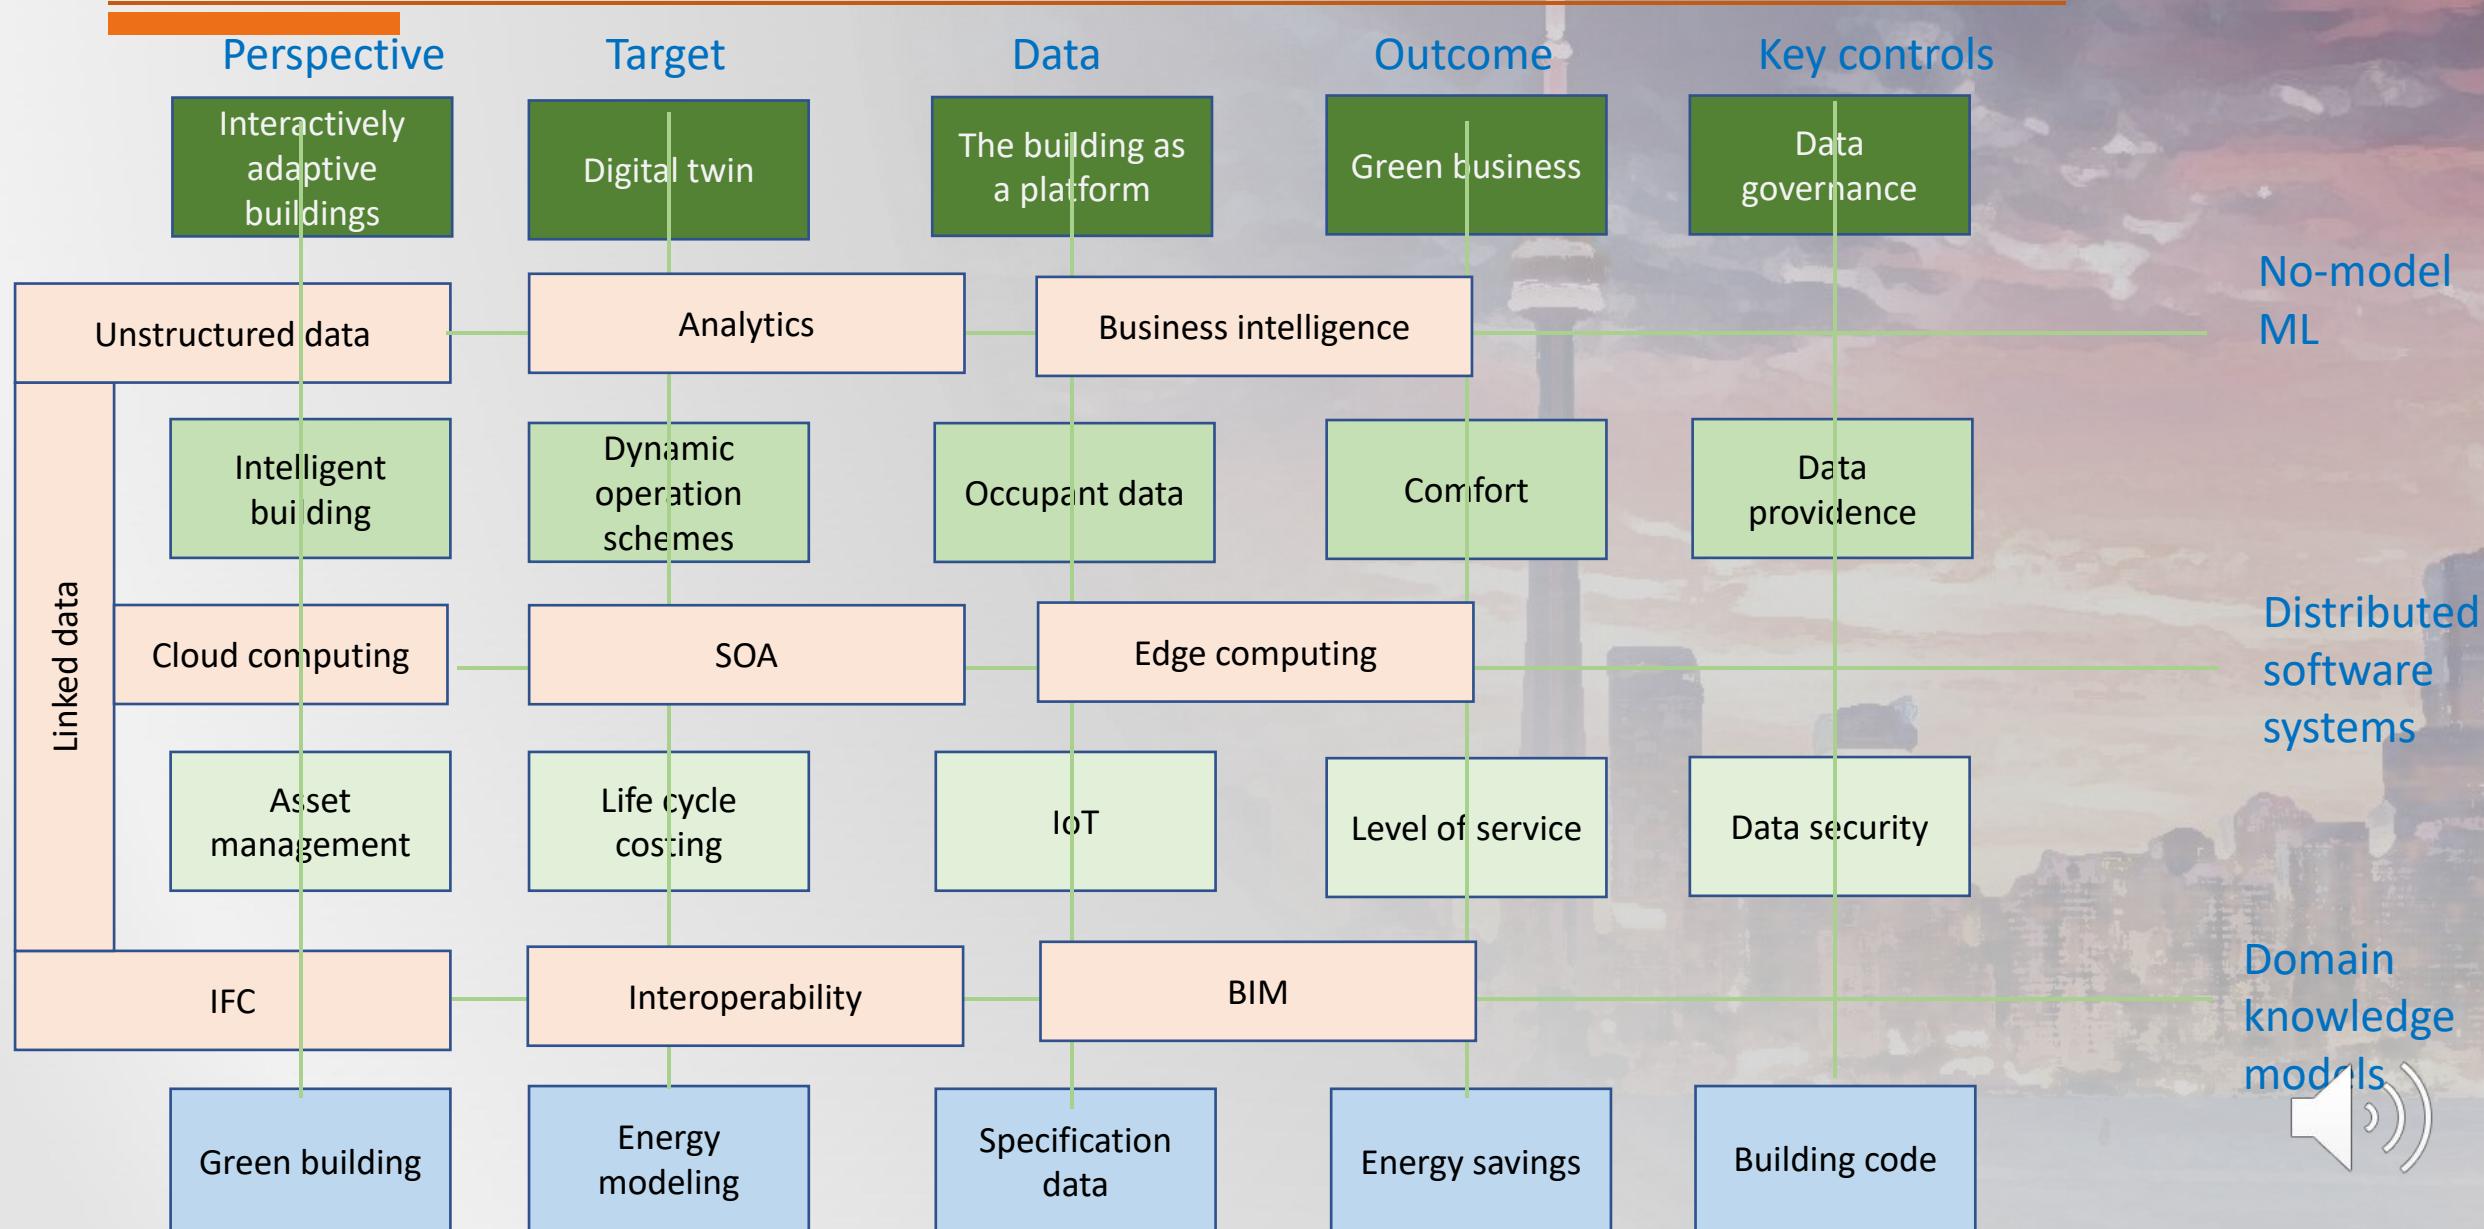 Perspective
Target
Data
Outcome
Key controls
Interactively
adaptive
buildings
Digital twin
The building as
a platform
Green business
Data
governance
No-model
ML
Unstructured data
Analytics
Business intelligence
Linked data
Intelligent
building
Dynamic
operation
schemes
Occupant data
Comfort
Data
providence
Distributed
software
systems
Cloud computing
SOA
Edge computing
Asset
management
Life cycle
costing
IoT
Level of service
Data security
Domain
knowledge
models
IFC
Interoperability
BIM
Green building
Energy
modeling
Specification
data
Energy savings
Building code